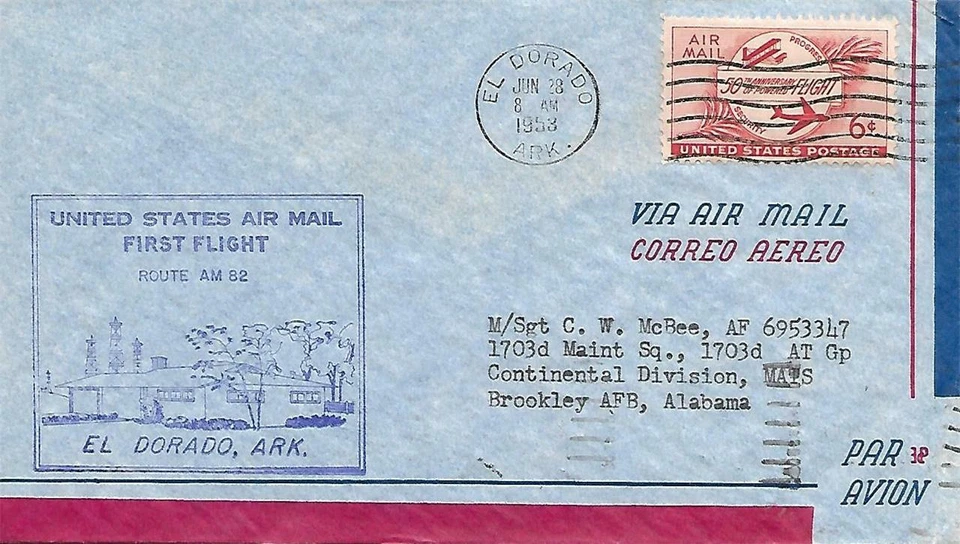 EL DORADO
JUN 28
8 AM
1953
ARK.
AIR
MAIL
PROGRESS
50TH ANNIVERSARY
OF POWERED FLIGHT
SECURITY
6¢
UNITED STATES POSTAGE
UNITED STATES AIR MAIL
FIRST FLIGHT
ROUTE AM 82
EL DORADO, ARK.
VIA AIR MAIL
CORREO AEREO
M/Sgt C. W. McBee, AF 6953347
1703d Maint Sq., 1703d AT Gp
Continental Division, MATS
Brookley AFB, Alabama
PAR
AVION